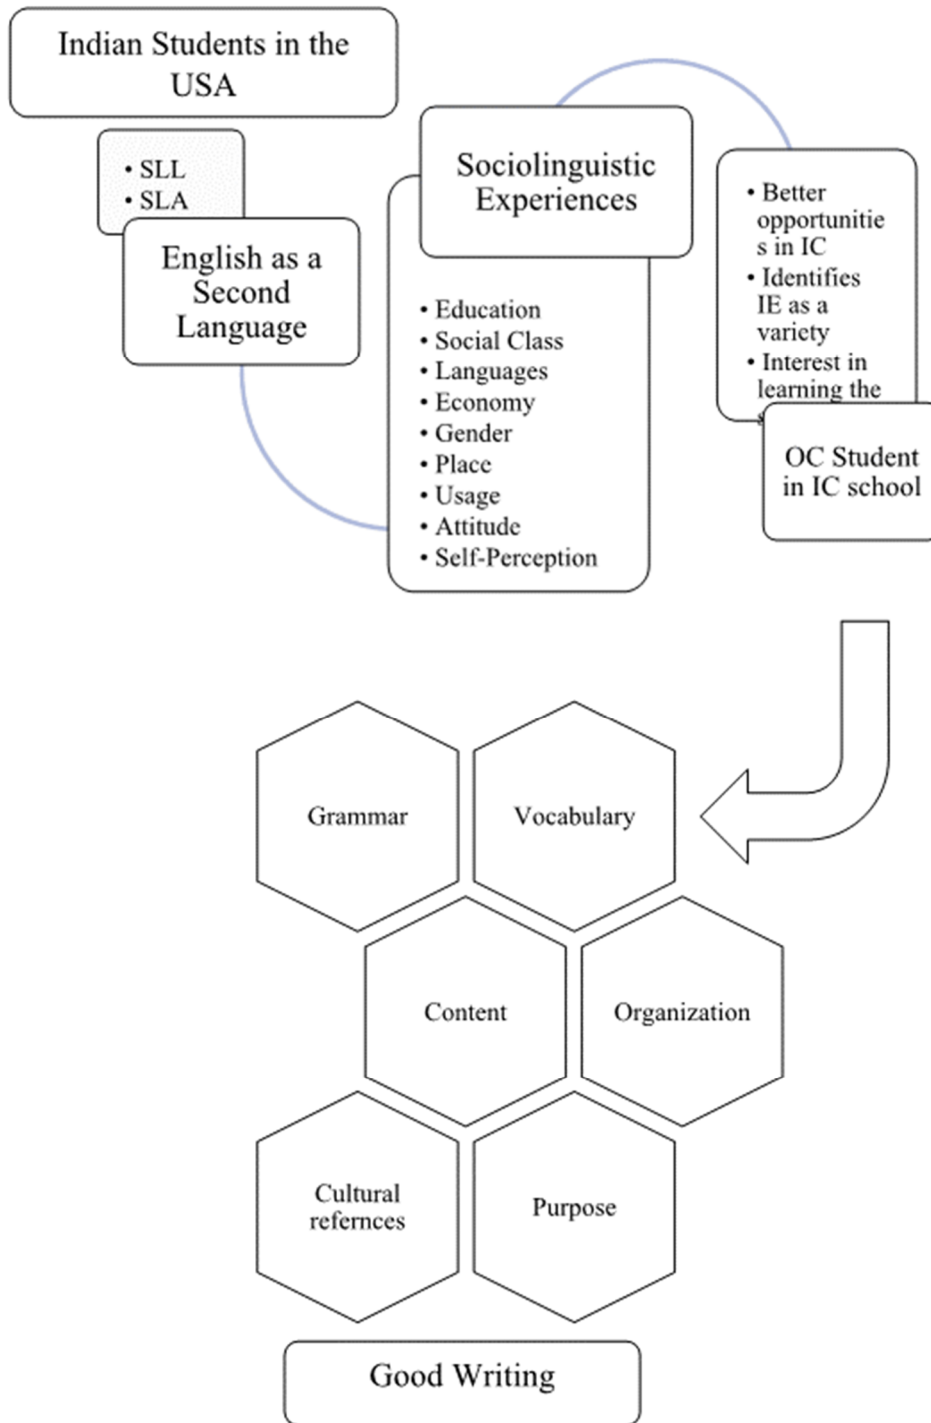 Indian Students in the
USA
• SLL
• SLA
English as a
Second
Language
Sociolinguistic
Experiences
• Education
• Social Class
• Languages
• Economy
• Gender
• Place
• Usage
• Attitude
• Self-Perception
• Better
opportunitie
s in IC
• Identifies
IE as a
variety
• Interest in
learning the
OC Student
in IC school
Grammar
Vocabulary
Content
Organization
Cultural
refernces
Purpose
Good Writing